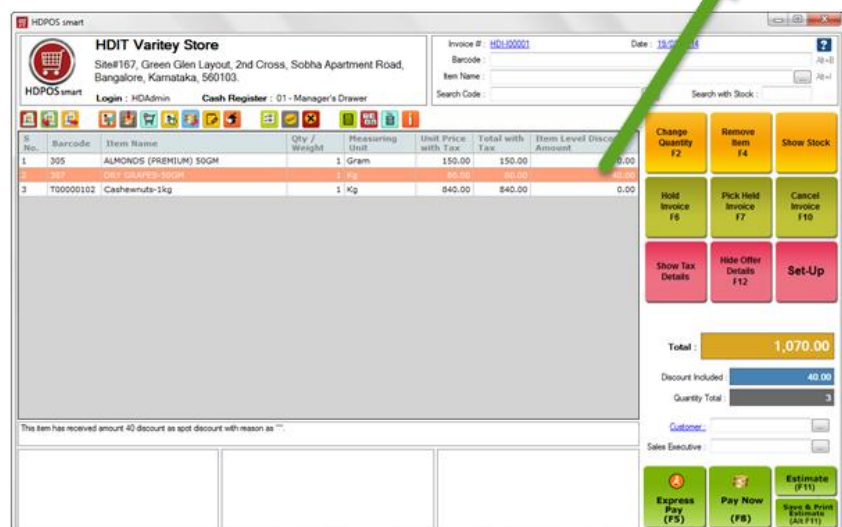 HDPOS smart
HDIT Varitey Store
Site#167, Green Glen Layout, 2nd Cross, Sobha Apartment Road,
Bangalore, Karnataka, 560103.
HDPOS smart
Login : HDAdmin Cash Register : 01 - Manager's Drawer
Invoice # : HDI-I00001 Date :
Barcode : Alt+B
Item Name : ... Alt+I
Search Code : Search with Stock :
S No. Barcode Item Name Qty / Weight Measuring Unit Unit Price with Tax Total with Tax Item Level Amount
1 305 ALMONDS (PREMIUM) 50GM 1 Gram 150.00 150.00 0.00
2 307 DRY GRAPES-50GM 1 Kg 80.00 80.00 40.00
3 T00000102 Cashewnuts-1kg 1 Kg 840.00 840.00 0.00
Change Quantity F2
Remove Item F4
Show Stock
Hold Invoice F6
Pick Held Invoice F7
Cancel Invoice F10
Show Tax Details
Hide Offer Details F12
Set-Up
Total : 1,070.00
Discount Included : 40.00
Quantity Total : 3
Customer : ...
Sales Executive : ...
This item has received amount 40 discount as spot discount with reason as "".
Express Pay (F5)
Pay Now (F8)
Estimate (F11)
Save & Print Estimate (Alt F11)